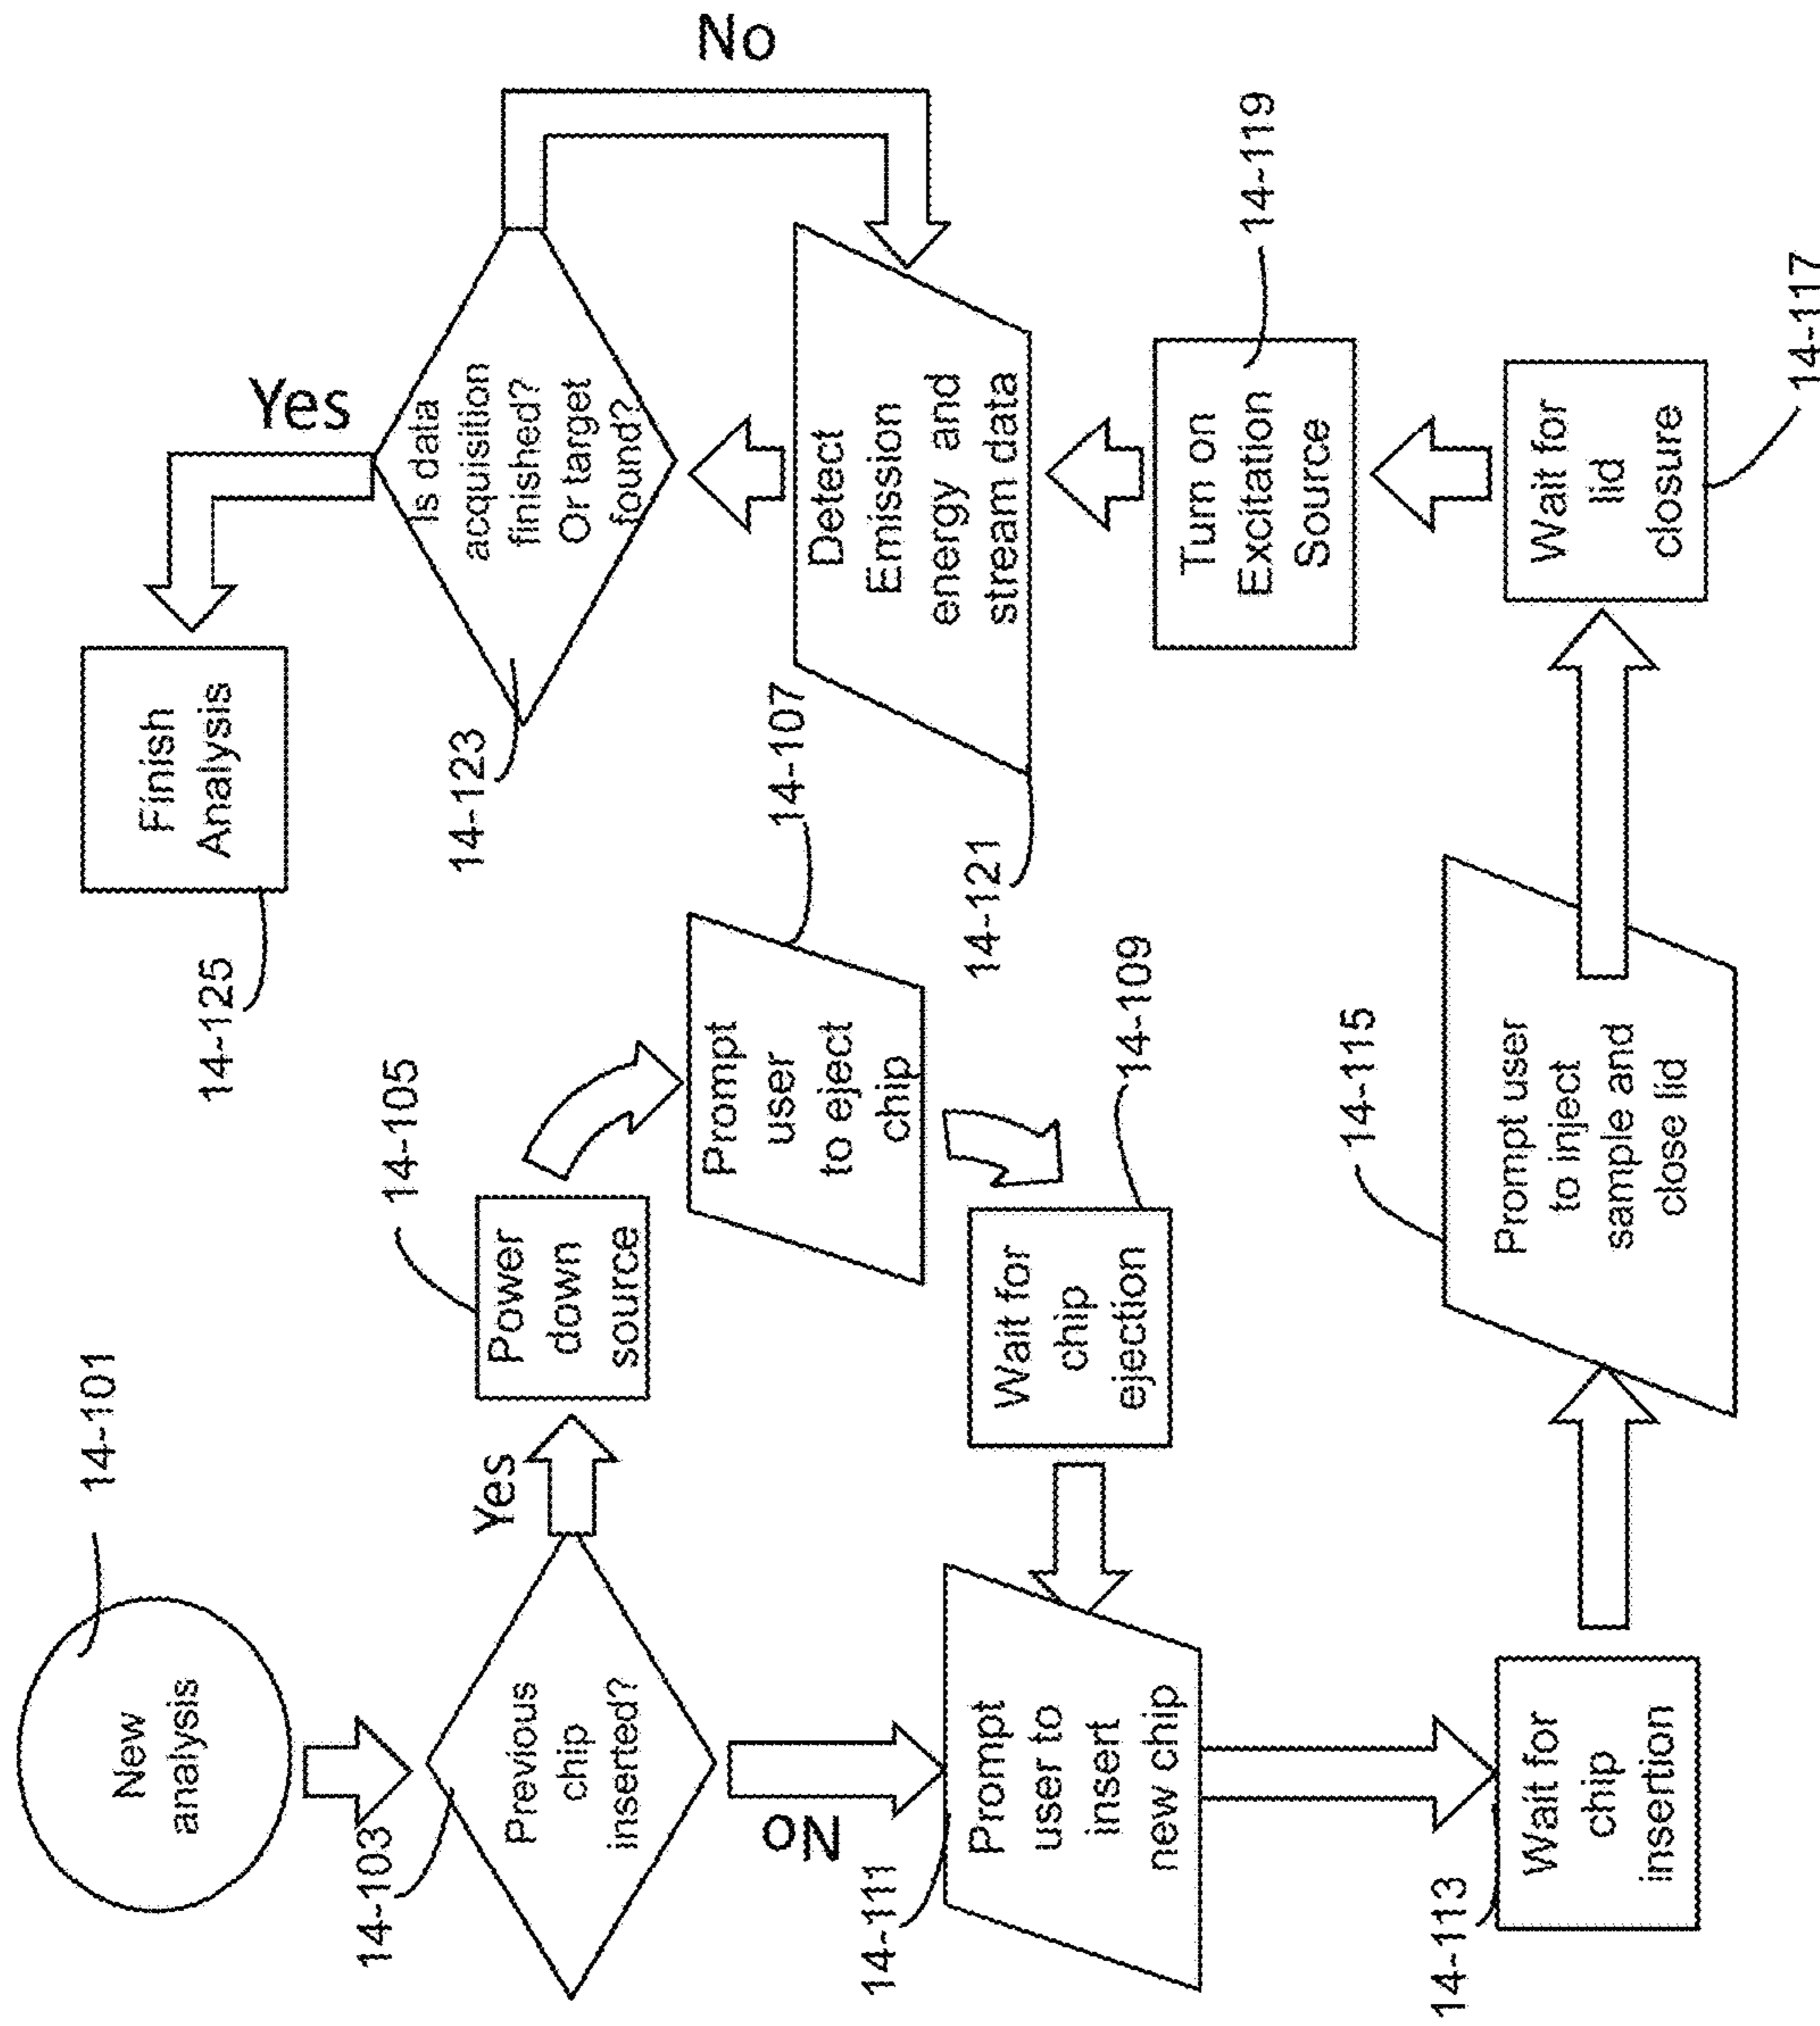 14-101
New
analysis
14-103
Previous
chip
inserted?
Yes
14-105
Power
down
source
14-107
Prompt
user
to eject
chip
14-109
Wait for
chip
ejection
No
14-111
Prompt
user to
insert
new chip
14-113
Wait for
chip
insertion
14-115
Prompt user
to inject
sample and
close lid
14-117
Wait for
lid
closure
14-119
Turn on
Excitation
Source
14-121
Detect
Emission
energy and
stream data
14-123
Is data
acquisition
finished?
Or target
found?
No
Yes
14-125
Finish
Analysis